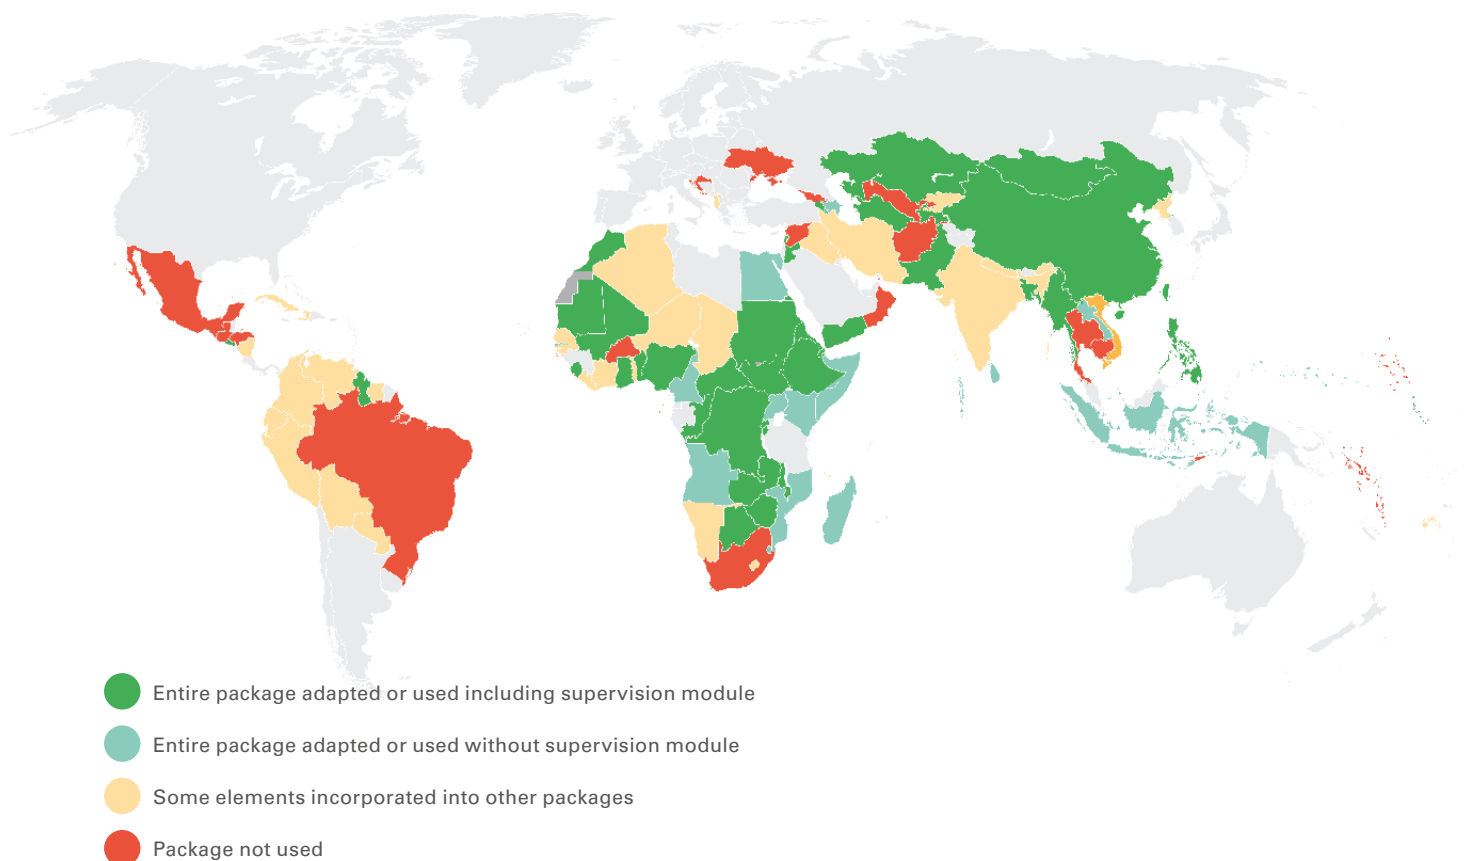 Entire package adapted or used including supervision module
Entire package adapted or used without supervision module
Some elements incorporated into other packages
Package not used